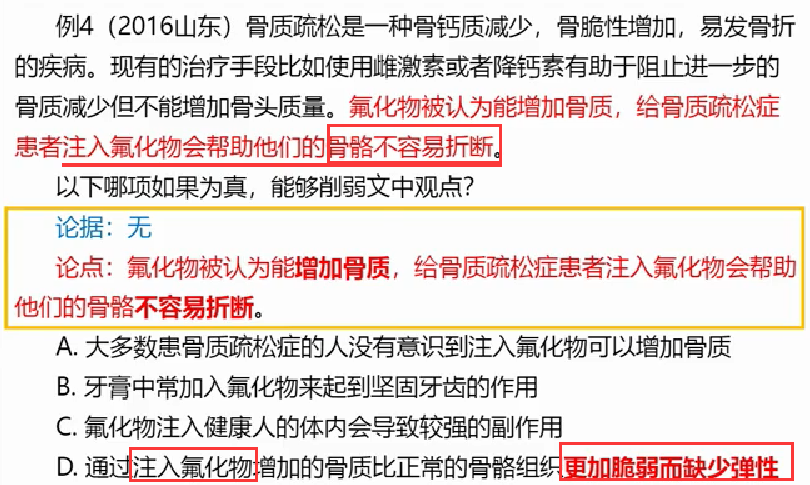 例4（2016山东）骨质疏松是一种骨钙质减少，骨脆性增加，易发骨折
的疾病。现有的治疗手段比如使用雌激素或者降钙素有助于阻止进一步的
骨质减少但不能增加骨头质量。氟化物被认为能增加骨质，给骨质疏松症
患者注入氟化物会帮助他们的骨骼不容易折断。
以下哪项如果为真，能够削弱文中观点?
论据：无
论点：氟化物被认为能增加骨质，给骨质疏松症患者注入氟化物会帮助
他们的骨骼不容易折断。
A. 大多数患骨质疏松症的人没有意识到注入氟化物可以增加骨质
B. 牙膏中常加入氟化物来起到坚固牙齿的作用
C. 氟化物注入健康人的体内会导致较强的副作用
D. 通过注入氟化物增加的骨质比正常的骨骼组织更加脆弱而缺少弹性